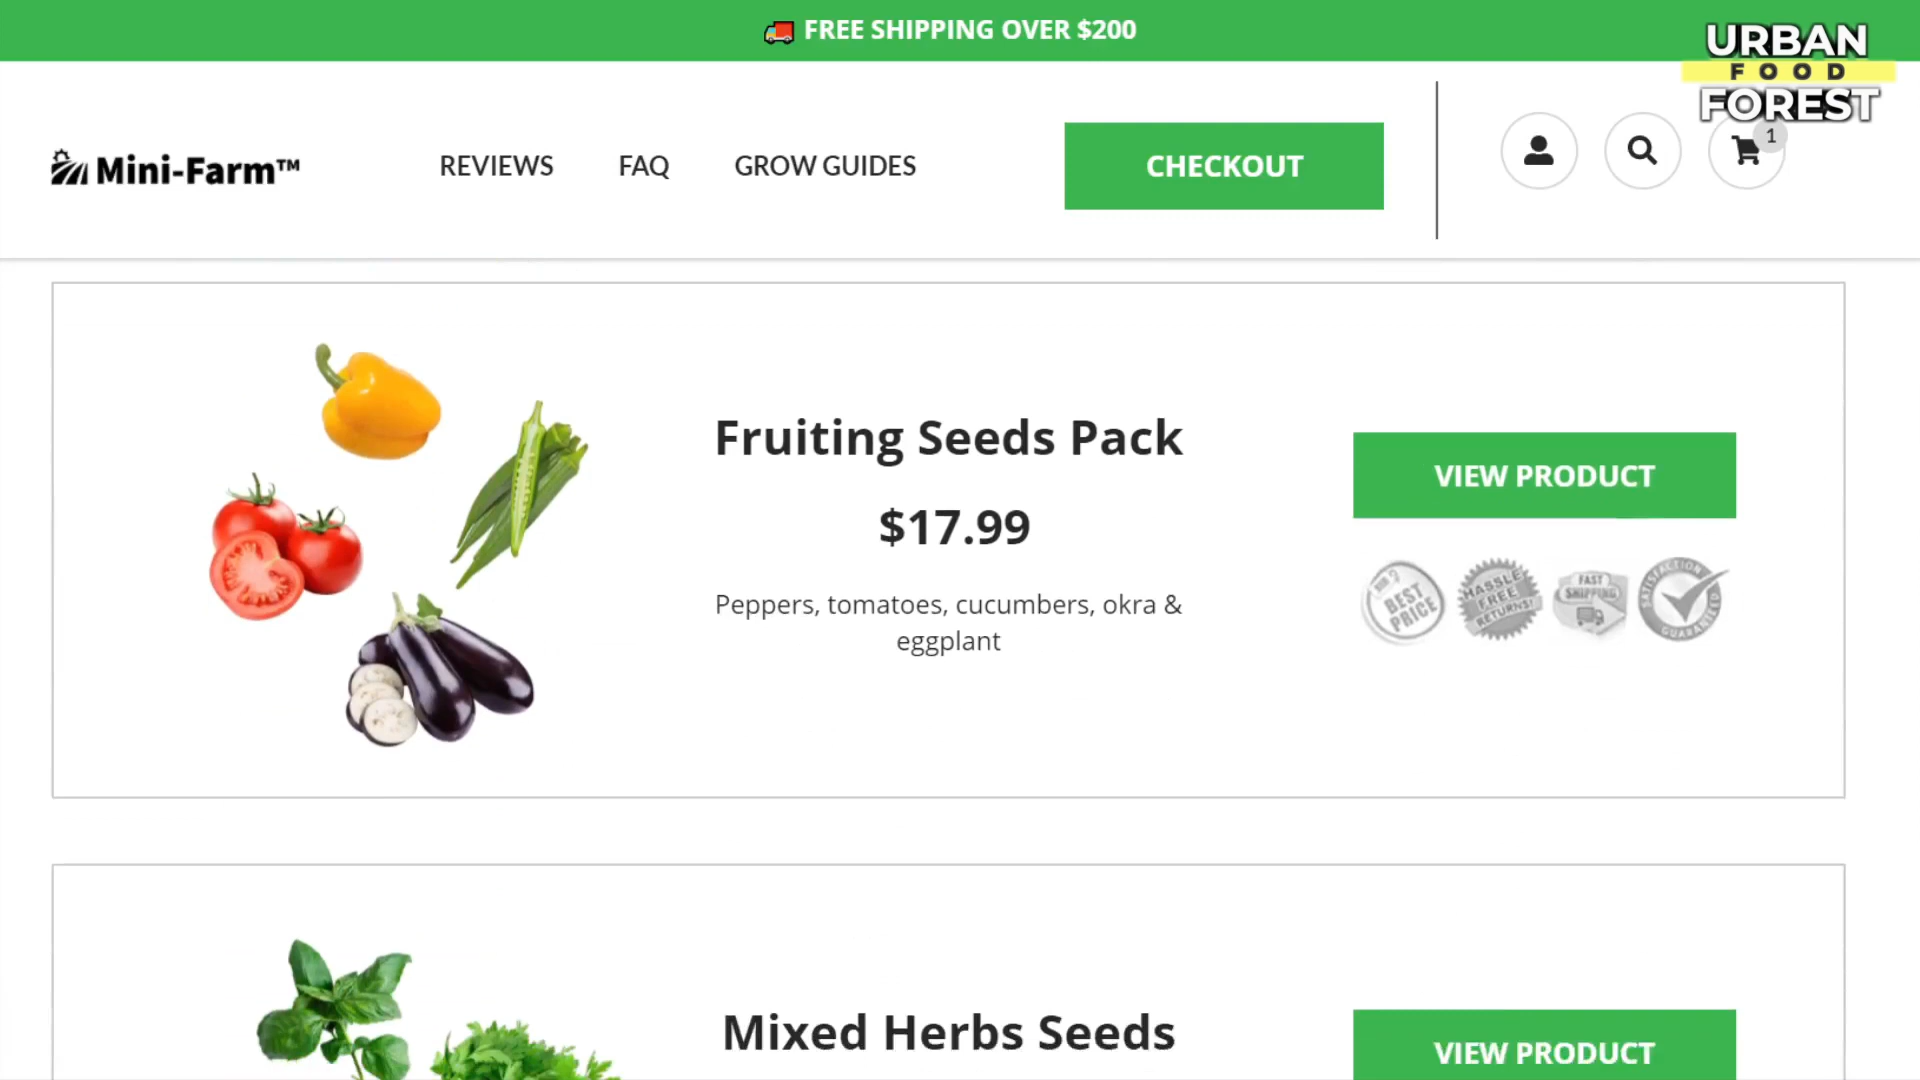 FREE SHIPPING OVER $200
URBAN
FOOD
FOREST
Mini-Farm™
REVIEWS
FAQ
GROW GUIDES
CHECKOUT
1
Fruiting Seeds Pack
$17.99
Peppers, tomatoes, cucumbers, okra &
eggplant
VIEW PRODUCT
BEST
PRICE
HASSLE
FREE
RETURNS!
FAST
SHIPPING
SATISFACTION
GUARANTEED
Mixed Herbs Seeds
VIEW PRODUCT